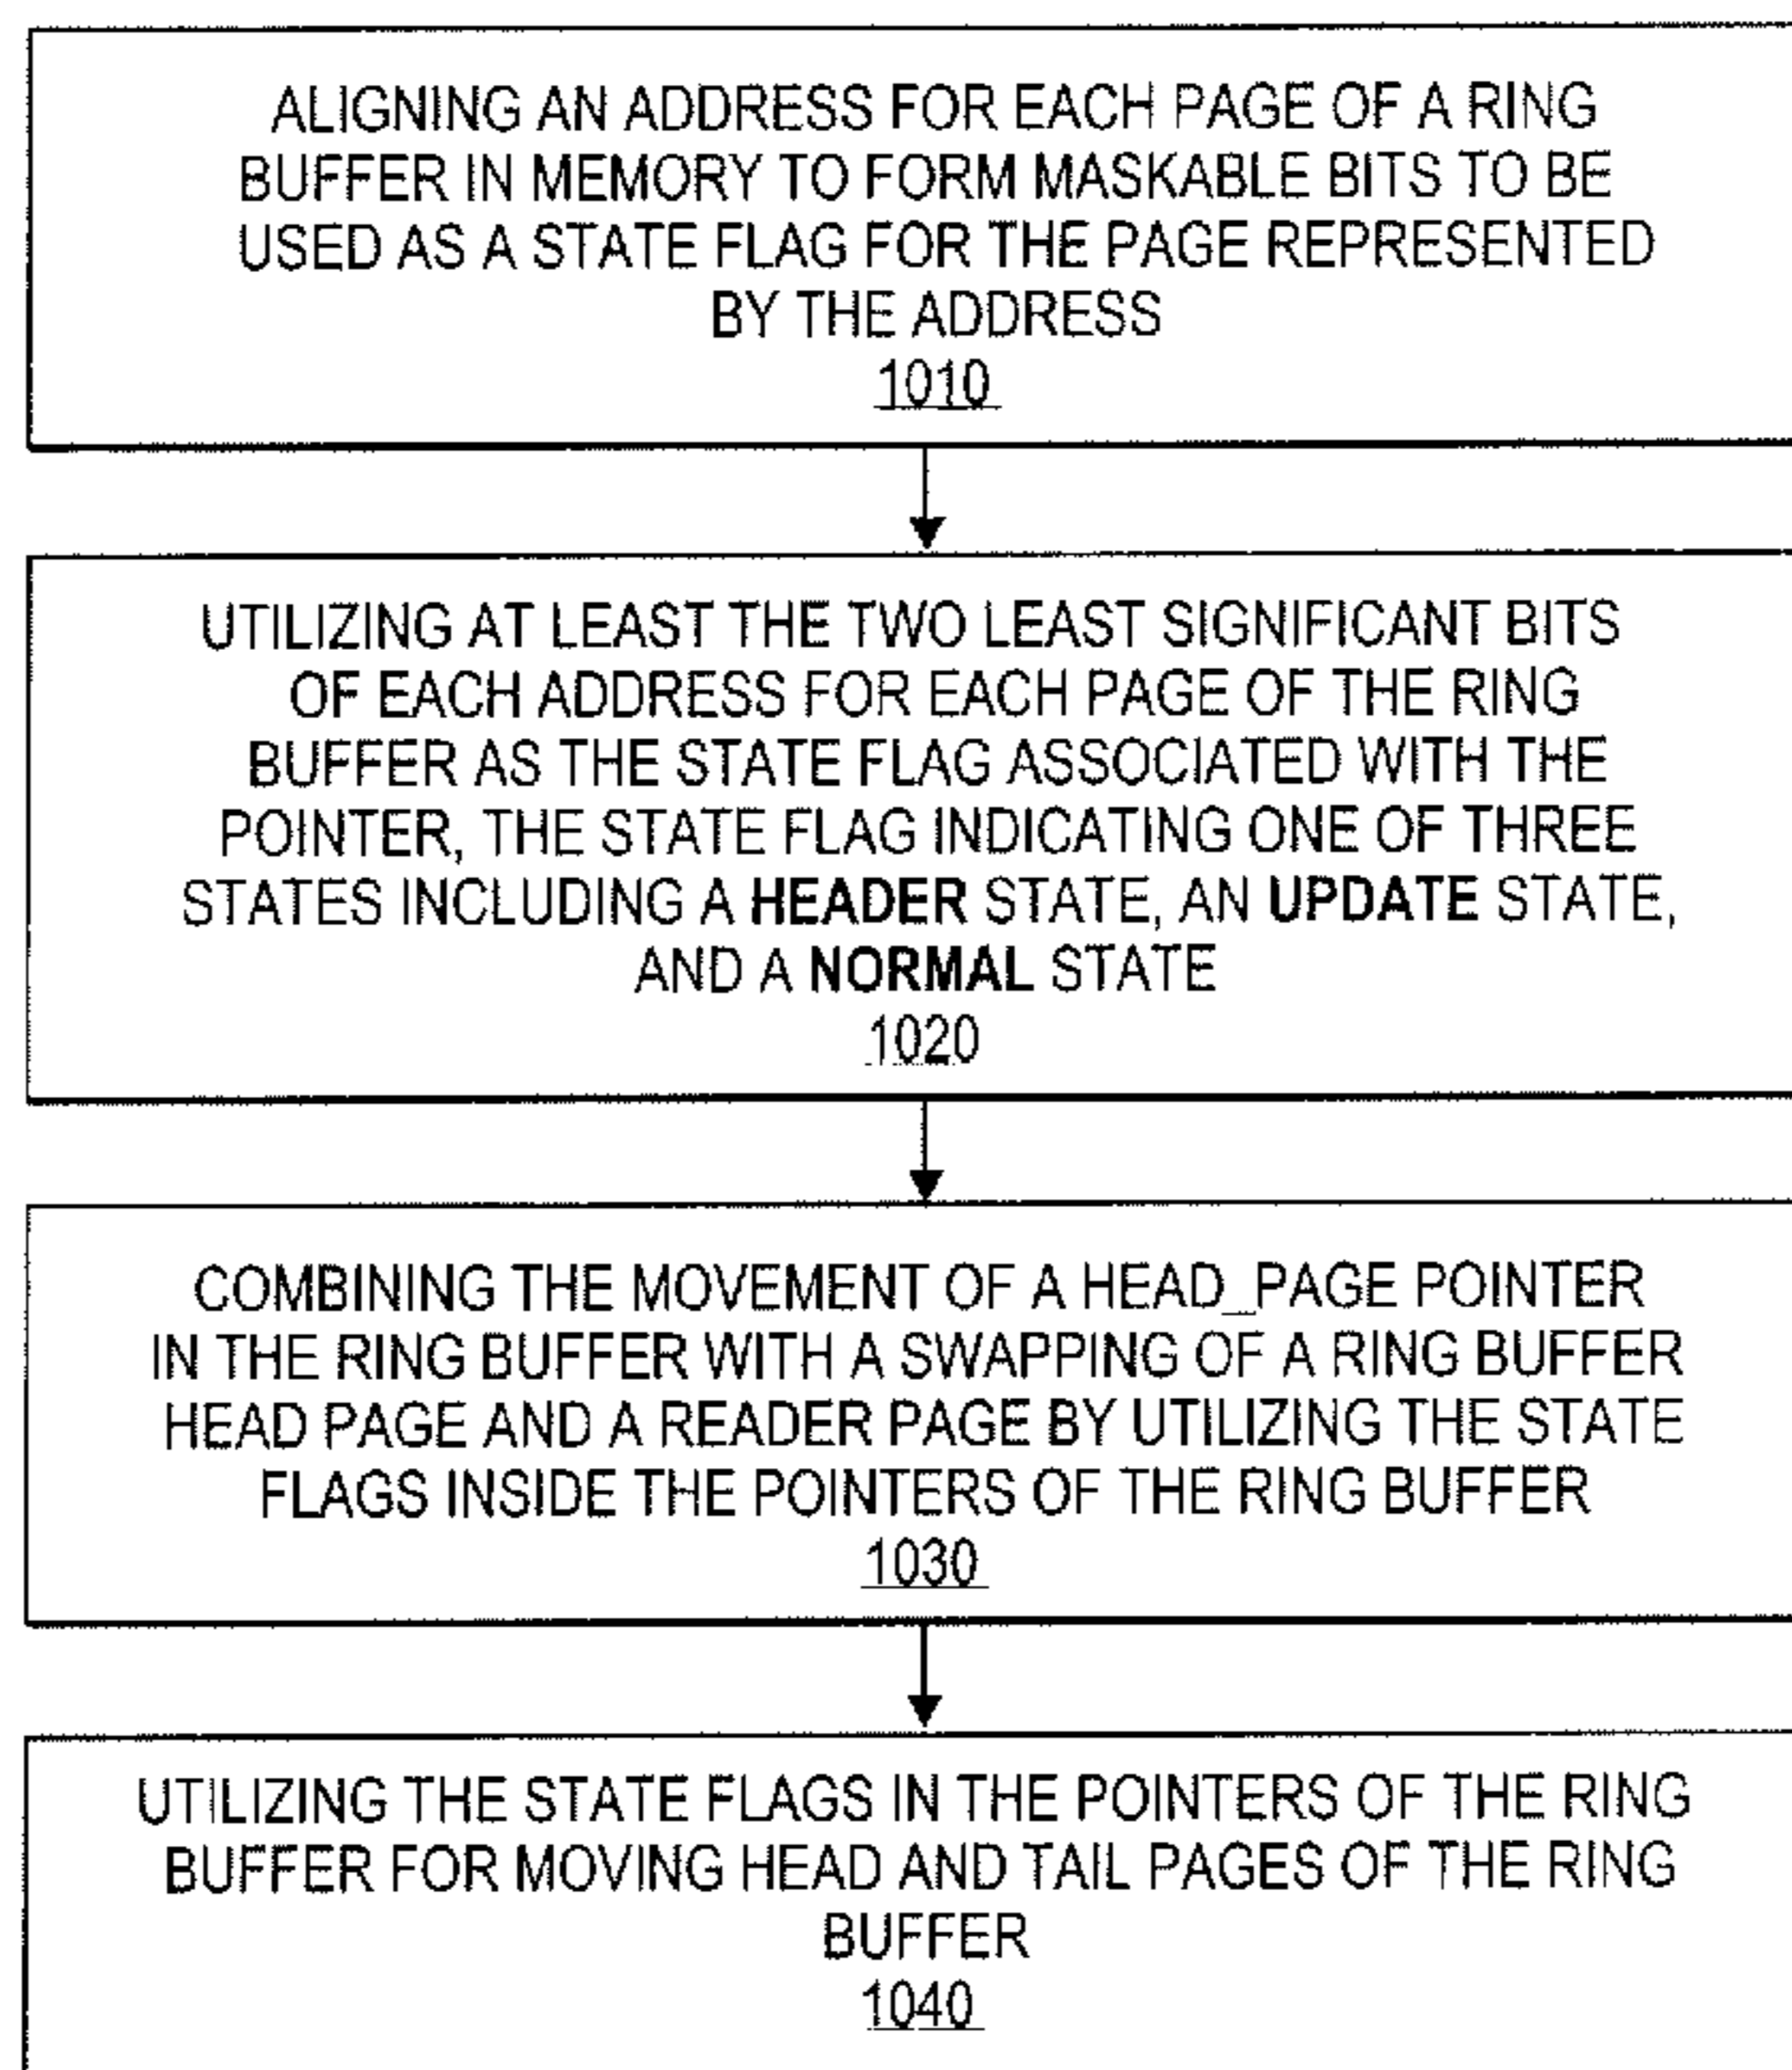 ALIGNING AN ADDRESS FOR EACH PAGE OF A RING
BUFFER IN MEMORY TO FORM MASKABLE BITS TO BE
USED AS A STATE FLAG FOR THE PAGE REPRESENTED
BY THE ADDRESS
1010
UTILIZING AT LEAST THE TWO LEAST SIGNIFICANT BITS
OF EACH ADDRESS FOR EACH PAGE OF THE RING
BUFFER AS THE STATE FLAG ASSOCIATED WITH THE
POINTER, THE STATE FLAG INDICATING ONE OF THREE
STATES INCLUDING A HEADER STATE, AN UPDATE STATE,
AND A NORMAL STATE
1020
COMBINING THE MOVEMENT OF A HEAD_PAGE POINTER
IN THE RING BUFFER WITH A SWAPPING OF A RING BUFFER
HEAD PAGE AND A READER PAGE BY UTILIZING THE STATE
FLAGS INSIDE THE POINTERS OF THE RING BUFFER
1030
UTILIZING THE STATE FLAGS IN THE POINTERS OF THE RING
BUFFER FOR MOVING HEAD AND TAIL PAGES OF THE RING
BUFFER
1040